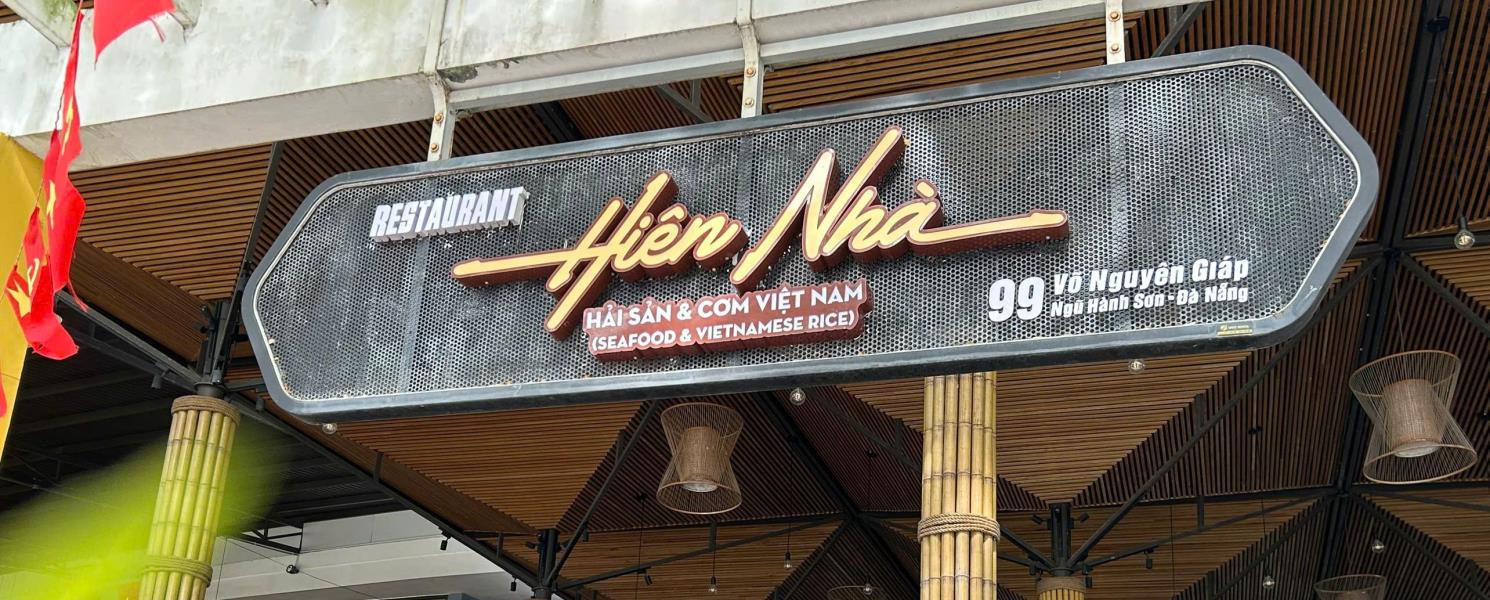 RESTAURANT
Hiên Nhà
HẢI SẢN & CƠM VIỆT NAM
(SEAFOOD & VIETNAMESE RICE)
99 Võ Nguyên Giáp
Ngũ Hành Sơn - Đà Nẵng